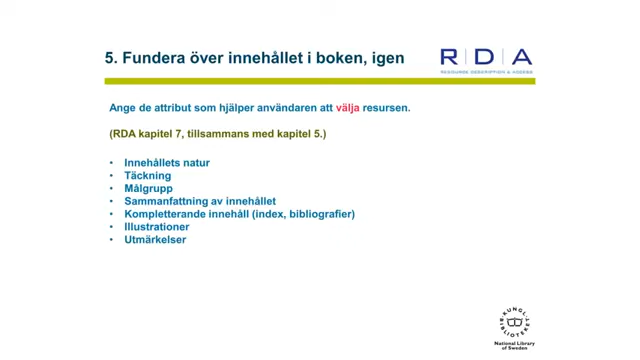 5. Fundera över innehållet i boken, igen
R|D|A
RESOURCE DESCRIPTION & ACCESS
Ange de attribut som hjälper användaren att välja resursen.
(RDA kapitel 7, tillsammans med kapitel 5.)
• Innehållets natur
• Täckning
• Målgrupp
• Sammanfattning av innehållet
• Kompletterande innehåll (index, bibliografier)
• Illustrationer
• Utmärkelser
KUNGL.
BIBLIOTEKET
National Library
of Sweden